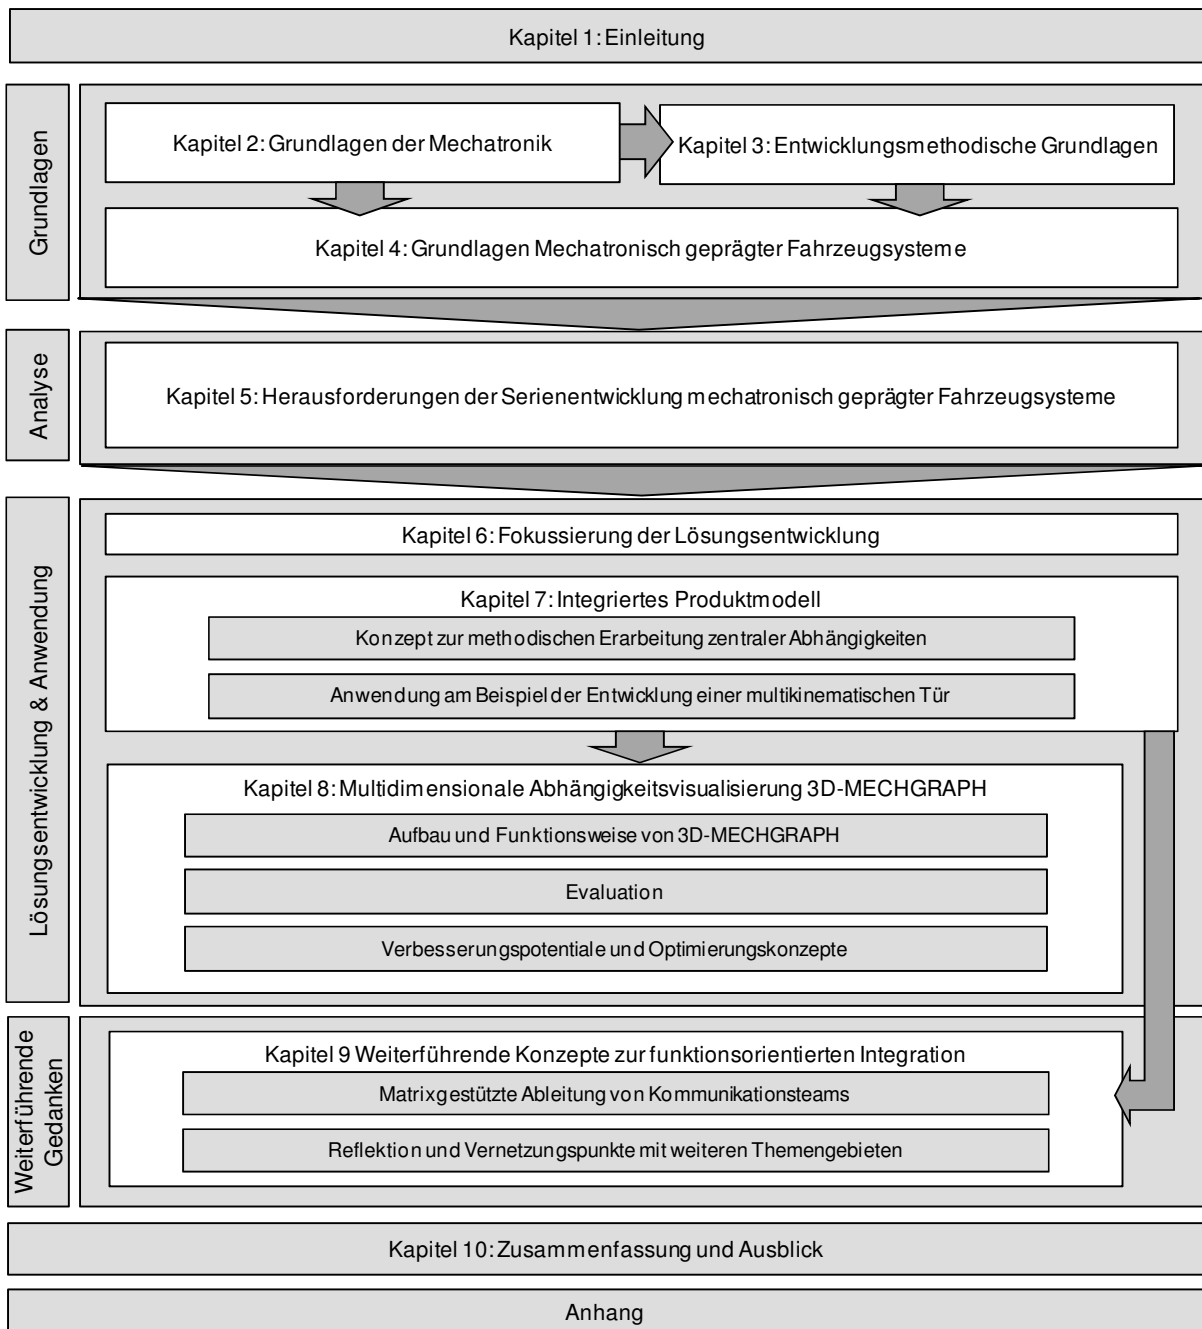 Kapitel 1: Einleitung
Grundlagen
Kapitel 2: Grundlagen der Mechatronik
Kapitel 3: Entwicklungsmethodische Grundlagen
Kapitel 4: Grundlagen Mechatronisch geprägter Fahrzeugsysteme
Analyse
Kapitel 5: Herausforderungen der Serienentwicklung mechatronisch geprägter Fahrzeugsysteme
Lösungsentwicklung & Anwendung
Kapitel 6: Fokussierung der Lösungsentwicklung
Kapitel 7: Integriertes Produktmodell
Konzept zur methodischen Erarbeitung zentraler Abhängigkeiten
Anwendung am Beispiel der Entwicklung einer multikinematischen Tür
Kapitel 8: Multidimensionale Abhängigkeitsvisualisierung 3D-MECHGRAPH
Aufbau und Funktionsweise von 3D-MECHGRAPH
Evaluation
Verbesserungspotentiale und Optimierungskonzepte
Weiterführende
Gedanken
Kapitel 9 Weiterführende Konzepte zur funktionsorientierten Integration
Matrixgestützte Ableitung von Kommunikationsteams
Reflektion und Vernetzungspunkte mit weiteren Themengebieten
Kapitel 10: Zusammenfassung und Ausblick
Anhang